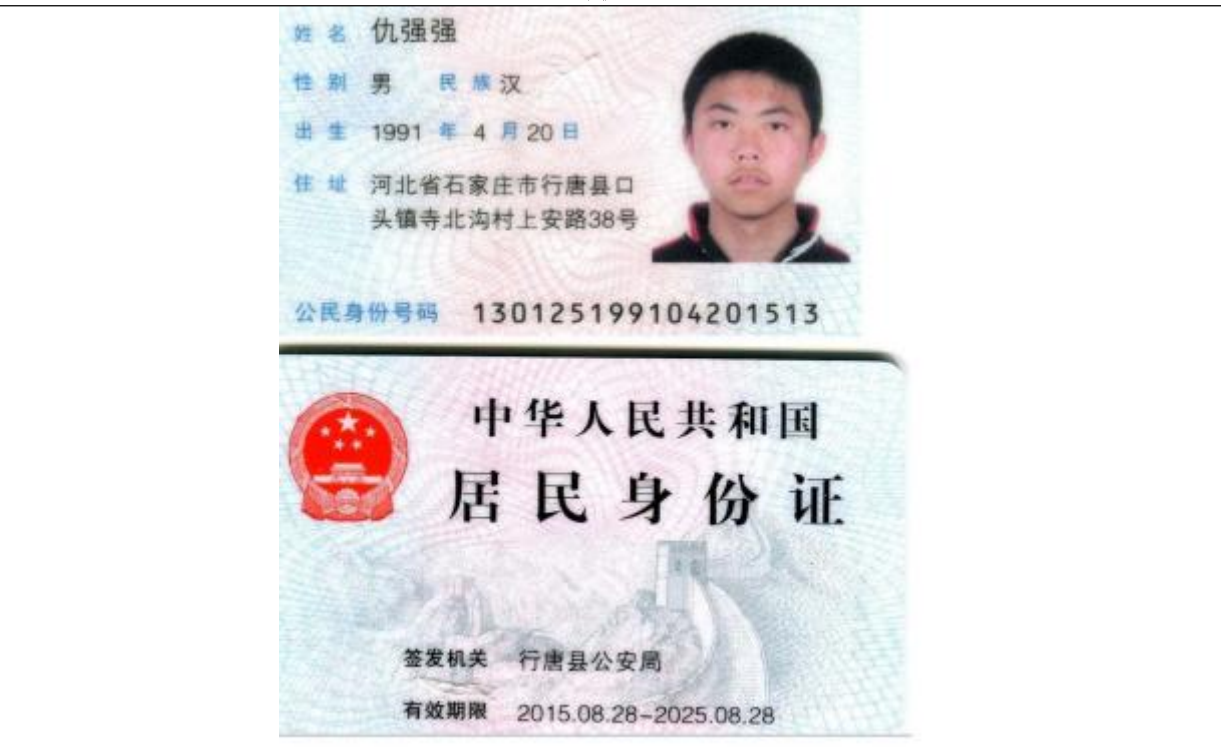 姓 名 仇强强
性 别 男 民 族 汉
出 生 1991 年 4 月 20 日
住 址 河北省石家庄市行唐县口
头镇寺北沟村上安路38号
公民身份号码 130125199104201513
中华人民共和国
居民身份证
签发机关 行唐县公安局
有效期限 2015.08.28-2025.08.28